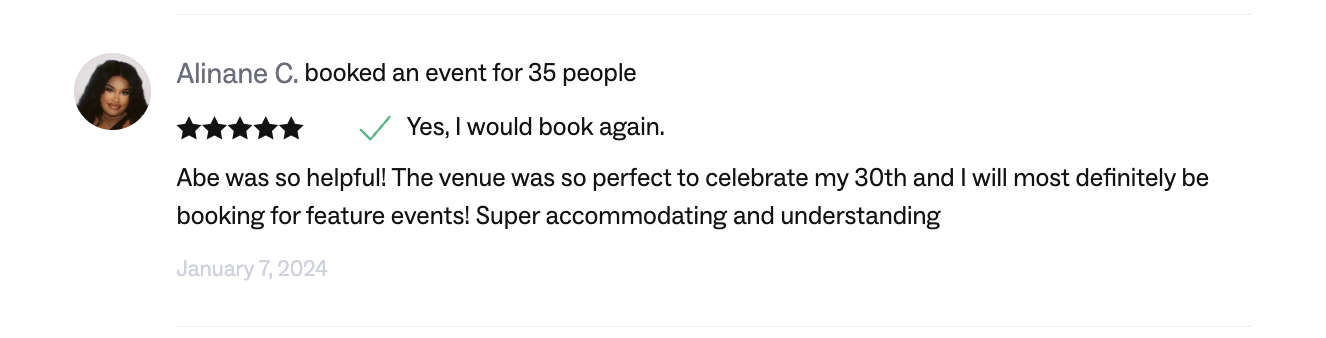 Alinane C. booked an event for 35 people
Yes, I would book again.
Abe was so helpful! The venue was so perfect to celebrate my 30th and I will most definitely be
booking for feature events! Super accommodating and understanding
January 7, 2024